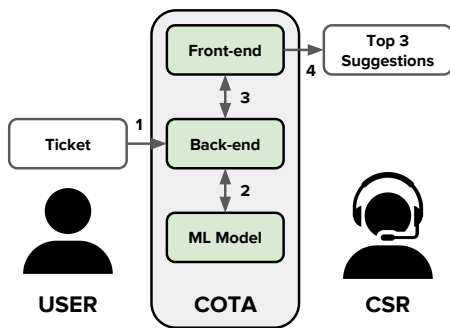 Front-end
Top 3
Suggestions
4
3
1
Ticket
Back-end
2
ML Model
USER
COTA
CSR